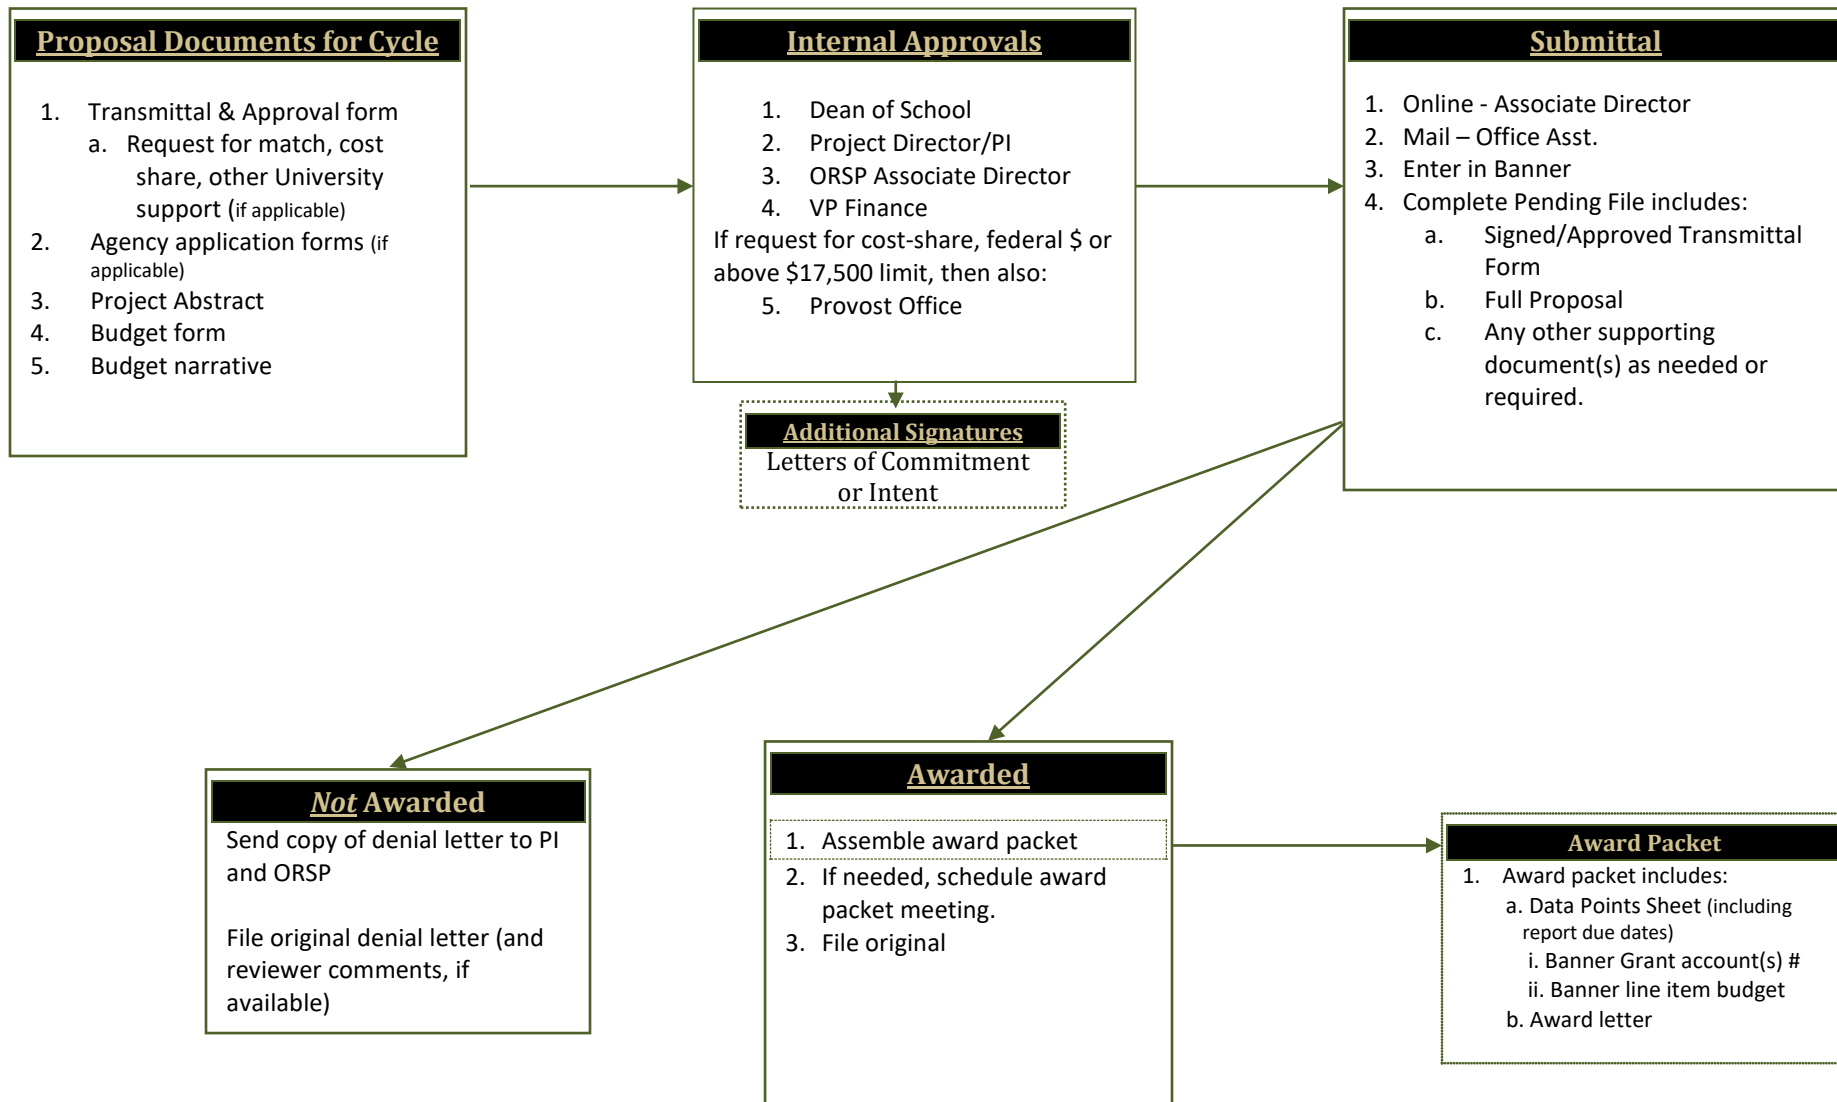 Proposal Documents for Cycle
1. Transmittal & Approval form
a. Request for match, cost
share, other University
support (if applicable)
2. Agency application forms (if
applicable)
3. Project Abstract
4. Budget form
5. Budget narrative
Internal Approvals
1. Dean of School
2. Project Director/PI
3. ORSP Associate Director
4. VP Finance
If request for cost-share, federal $ or
above $17,500 limit, then also:
5. Provost Office
Additional Signatures
Letters of Commitment
or Intent
Submittal
1. Online - Associate Director
2. Mail – Office Asst.
3. Enter in Banner
4. Complete Pending File includes:
a. Signed/Approved Transmittal
Form
b. Full Proposal
c. Any other supporting
document(s) as needed or
required.
Not Awarded
Send copy of denial letter to PI
and ORSP
File original denial letter (and
reviewer comments, if
available)
Awarded
1. Assemble award packet
2. If needed, schedule award
packet meeting.
3. File original
Award Packet
1. Award packet includes:
a. Data Points Sheet (including
report due dates)
i. Banner Grant account(s) #
ii. Banner line item budget
b. Award letter